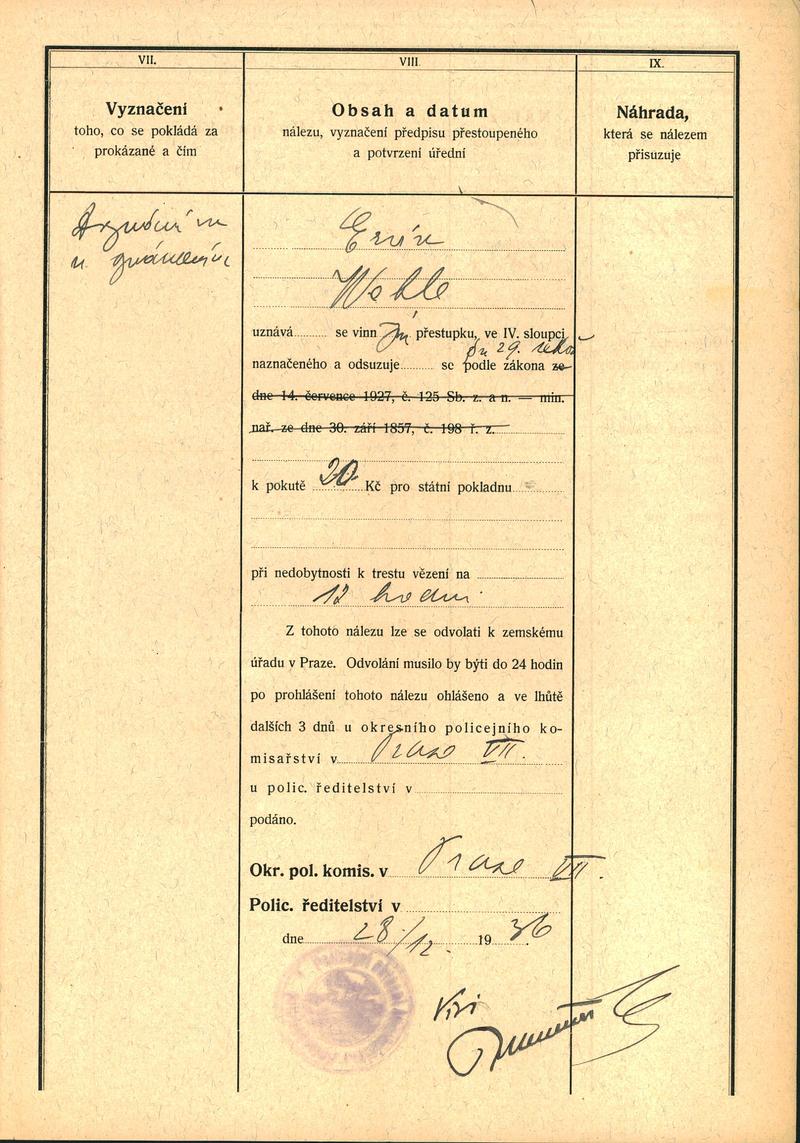 VII.
Vyznačení
toho, co se pokládá za
prokázané a čím
VIII.
Obsah a datum
nálezu, vyznačení předpisu přestoupeného
a potvrzení úřední
IX.
Náhrada,
která se nálezem
přisuzuje
Ervín
Wehle
uznává se vinným přestupku, ve IV. sloupci
naznačeného a odsuzuje se podle zákona ze
29.
dne 14. července 1927, č. 125 Sb. z. a n. — min.
nař. ze dne 30. září 1857, č. 198 ř. z.
k pokutě 20 Kč pro státní pokladnu
při nedobytnosti k trestu vězení na
12 hodin
Z tohoto nálezu lze se odvolati k zemskému
úřadu v Praze. Odvolání musilo by býti do 24 hodin
po prohlášení tohoto nálezu ohlášeno a ve lhůtě
dalších 3 dnů u okresního policejního ko-
misařství v Praze VII.
u polic. ředitelství v
podáno.
Okr. pol. komis. v Praze VII.
Polic. ředitelství v
dne 28/12. 1936